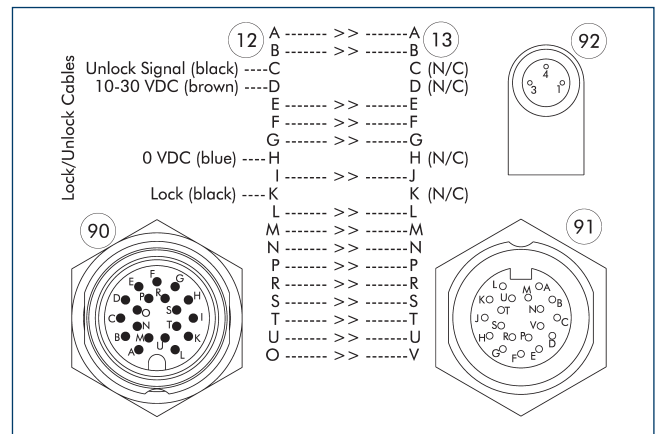 12
13
92
A ------ >> ------A
B ------ >> ------B
Unlock Signal (black) ----C
C (N/C)
10-30 VDC (brown) ----D
D (N/C)
E ------ >> ------E
F ------ >> ------F
G ------ >> ------G
0 VDC (blue) ----H
H (N/C)
I ------ >> ------J
Lock (black) ----K
K (N/C)
L ------ >> ------L
M ------ >> ------M
N ------ >> ------N
P ------ >> ------P
R ------ >> ------R
S ------ >> ------S
T ------ >> ------T
U ------ >> ------U
O ------ >> ------V
Lock/Unlock Cables
4
3 1
90
F
E G
P R
D H
O S
C I
N T
B M U K
A L
91
L M A
K U B
T N
J C
S V
H R P D
G F E